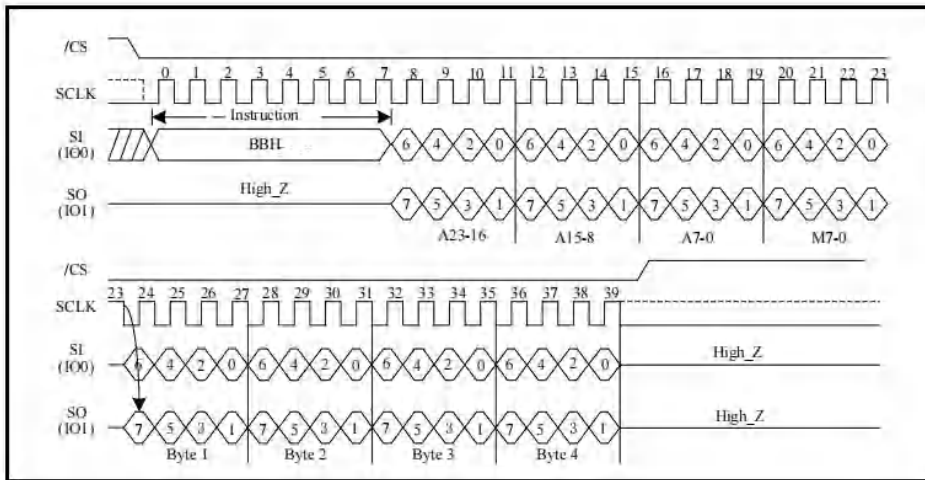 /CS
0 1 2 3 4 5 6 7 8 9 10 11 12 13 14 15 16 17 18 19 20 21 22 23
SCLK
Instruction
SI
(IO0)
BBH
6 4 2 0 6 4 2 0 6 4 2 0 6 4 2 0
SO
(IO1)
High_Z
7 5 3 1 7 5 3 1 7 5 3 1 7 5 3 1
A23-16 A15-8 A7-0 M7-0
/CS
23 24 25 26 27 28 29 30 31 32 33 34 35 36 37 38 39
SCLK
SI
(IO0)
6 4 2 0 6 4 2 0 6 4 2 0 6 4 2 0
High_Z
SO
(IO1)
7 5 3 1 7 5 3 1 7 5 3 1 7 5 3 1
High_Z
Byte 1 Byte 2 Byte 3 Byte 4